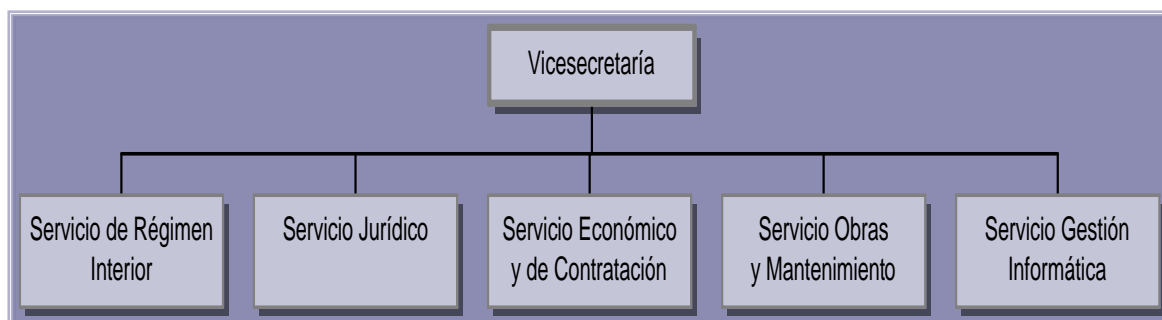 Vicesecretaría
Servicio de Régimen
Interior
Servicio Jurídico
Servicio Económico
y de Contratación
Servicio Obras
y Mantenimiento
Servicio Gestión
Informática